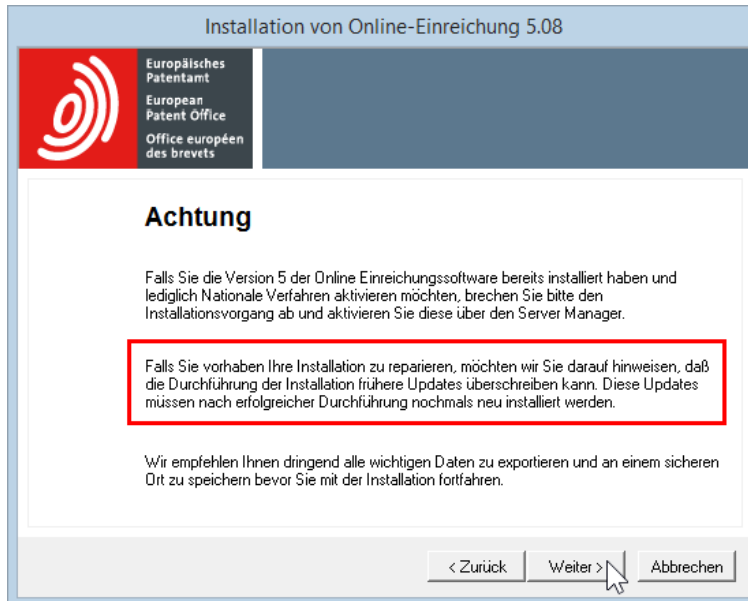 Installation von Online-Einreichung 5.08
Europäisches
Patentamt
European
Patent Office
Office européen
des brevets
Achtung
Falls Sie die Version 5 der Online Einreichungssoftware bereits installiert haben und
lediglich Nationale Verfahren aktivieren möchten, brechen Sie bitte den
Installationsvorgang ab und aktivieren Sie diese über den Server Manager.
Falls Sie vorhaben Ihre Installation zu reparieren, möchten wir Sie darauf hinweisen, daß
die Durchführung der Installation frühere Updates überschreiben kann. Diese Updates
müssen nach erfolgreicher Durchführung nochmals neu installiert werden.
Wir empfehlen Ihnen dringend alle wichtigen Daten zu exportieren und an einem sicheren
Ort zu speichern bevor Sie mit der Installation fortfahren.
< Zurück Weiter > Abbrechen